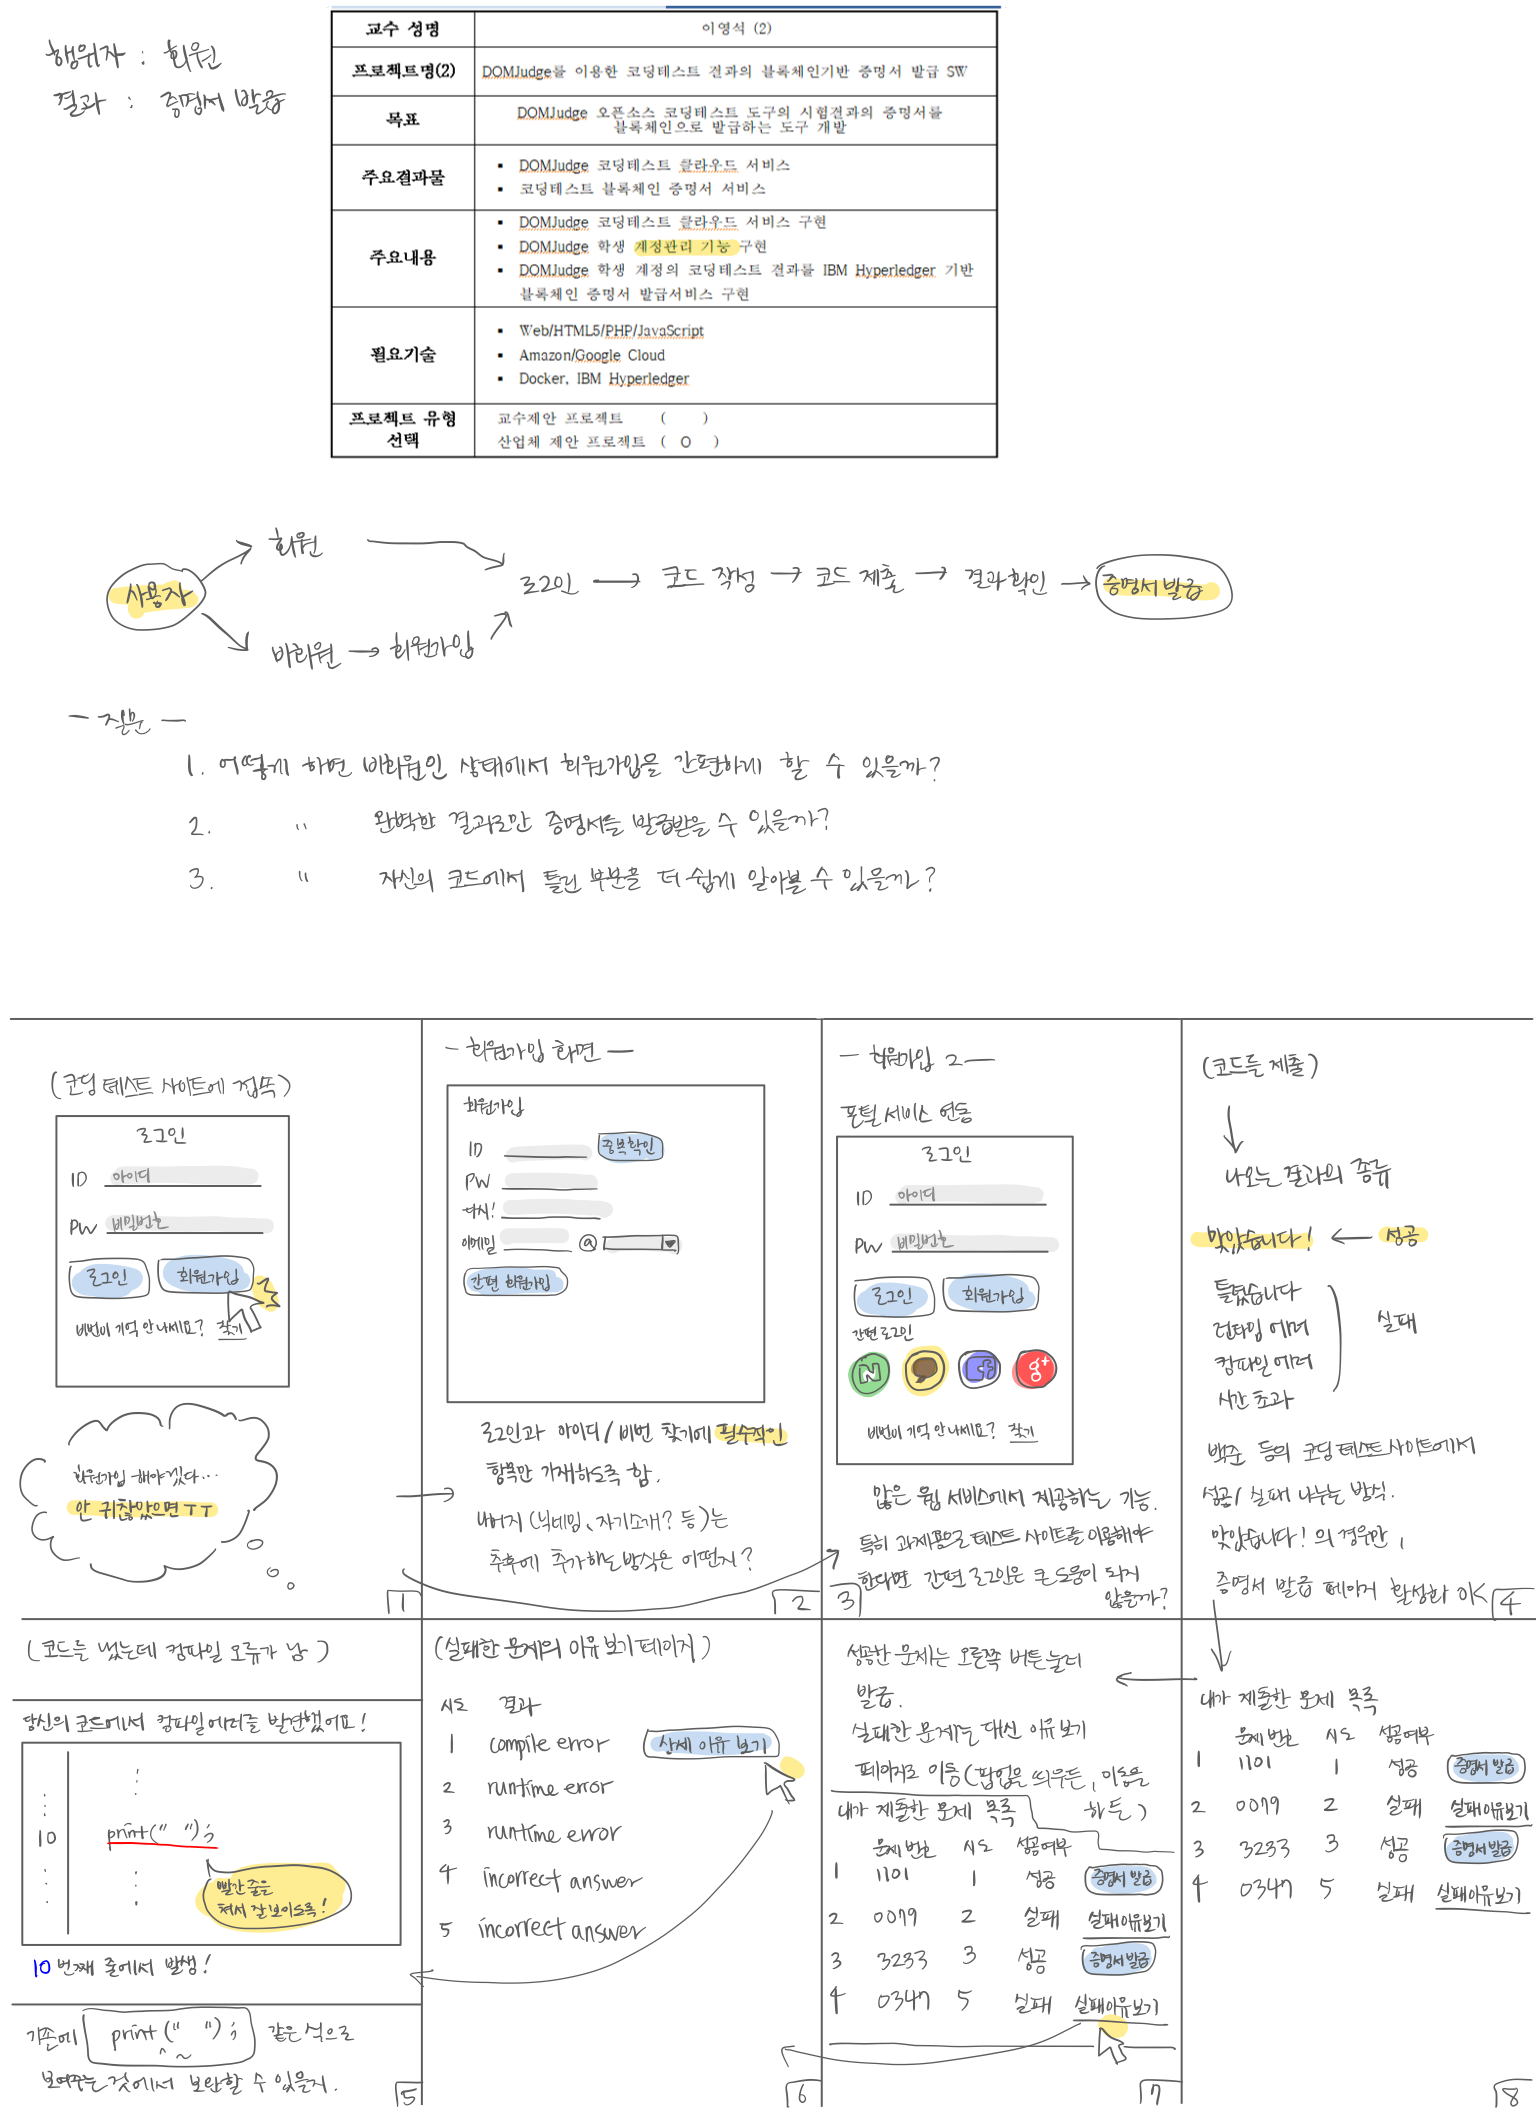 행위자 : 회원
결과 : 증명서 발급
교수 성명
이영석 (2)
프로젝트명(2)
DOMJudge를 이용한 코딩테스트 결과의 블록체인기반 증명서 발급 SW
목표
DOMJudge 오픈소스 코딩테스트 도구의 시험결과의 증명서를
블록체인으로 발급하는 도구 개발
주요결과물
▪ DOMJudge 코딩테스트 클라우드 서비스
▪ 코딩테스트 블록체인 증명서 서비스
주요내용
▪ DOMJudge 코딩테스트 클라우드 서비스 구현
▪ DOMJudge 학생 계정관리 기능 구현
▪ DOMJudge 학생 계정의 코딩테스트 결과를 IBM Hyperledger 기반
블록체인 증명서 발급서비스 구현
필요기술
▪ Web/HTML5/PHP/JavaScript
▪ Amazon/Google Cloud
▪ Docker, IBM Hyperledger
프로젝트 유형
선택
교수제안 프로젝트 ( )
산업체 제안 프로젝트 ( O )
사용자
회원
비회원 → 회원가입
로그인 → 코드 작성 → 코드 제출 → 결과확인 → 증명서 발급
- 질문 -
1. 어떻게 하면 비회원인 상태에서 회원가입을 간편하게 할 수 있을까?
2. " 완벽한 결과로만 증명서를 발급받을 수 있을까?
3. " 자신의 코드에서 틀린 부분을 더 쉽게 알아볼 수 있을까?
(코딩 테스트 사이트에 접속)
로그인
ID 아이디
PW 비밀번호
로그인 회원가입
비번이 기억 안나세요? 찾기
회원가입 해야겠다...
안 귀찮았으면 ㅜㅜ
1
- 회원가입 화면 -
회원가입
ID 중복확인
PW
다시!
이메일 @
간편 회원가입
로그인과 아이디/비번 찾기에 필수적인
항목만 기재하도록 함.
나머지 (닉네임, 자기소개? 등)는
추후에 추가하는 방식은 어떤지?
2
- 회원가입 2 -
포털 서비스 연동
로그인
ID 아이디
PW 비밀번호
로그인 회원가입
간편 로그인
N f g+
비번이 기억 안나세요? 찾기
많은 웹 서비스에서 제공하는 기능.
특히 과제용으로 테스트 사이트를 이용해야
한다면 간편 로그인은 큰 도움이 되지
않을까?
3
(코드를 제출)
나오는 결과의 종류
맞았습니다! ← 성공
틀렸습니다
런타임 에러
컴파일 에러
시간 초과
실패
백준 등의 코딩 테스트 사이트에서
성공/실패 나누는 방식.
맞았습니다! 의 경우만,
증명서 발급 페이지 활성화
4
(코드를 냈는데 컴파일 오류가 남)
당신의 코드에서 컴파일에러를 발견했어요!
10 print(" ");
빨간 줄을
쳐서 잘 보이도록!
10 번째 줄에서 발생!
기존에 print(" "); 같은 식으로
보여주는 것에서 보완할 수 있을지.
5
(실패한 문제의 이유 보기 페이지)
시도 결과
1 compile error 상세 이유 보기
2 runtime error
3 runtime error
4 incorrect answer
5 incorrect answer
6
성공한 문제는 오른쪽 버튼 눌러
발급.
실패한 문제는 대신 이유 보기
페이지로 이동 (팝업을 띄우든, 이동을
하든)
내가 제출한 문제 목록
문제 번호 시도 성공여부
1 1101 1 성공 증명서 발급
2 0079 2 실패 실패이유보기
3 3233 3 성공 증명서 발급
4 0347 5 실패 실패이유보기
7
내가 제출한 문제 목록
문제 번호 시도 성공여부
1 1101 1 성공 증명서 발급
2 0079 2 실패 실패이유보기
3 3233 3 성공 증명서 발급
4 0347 5 실패 실패이유보기
8